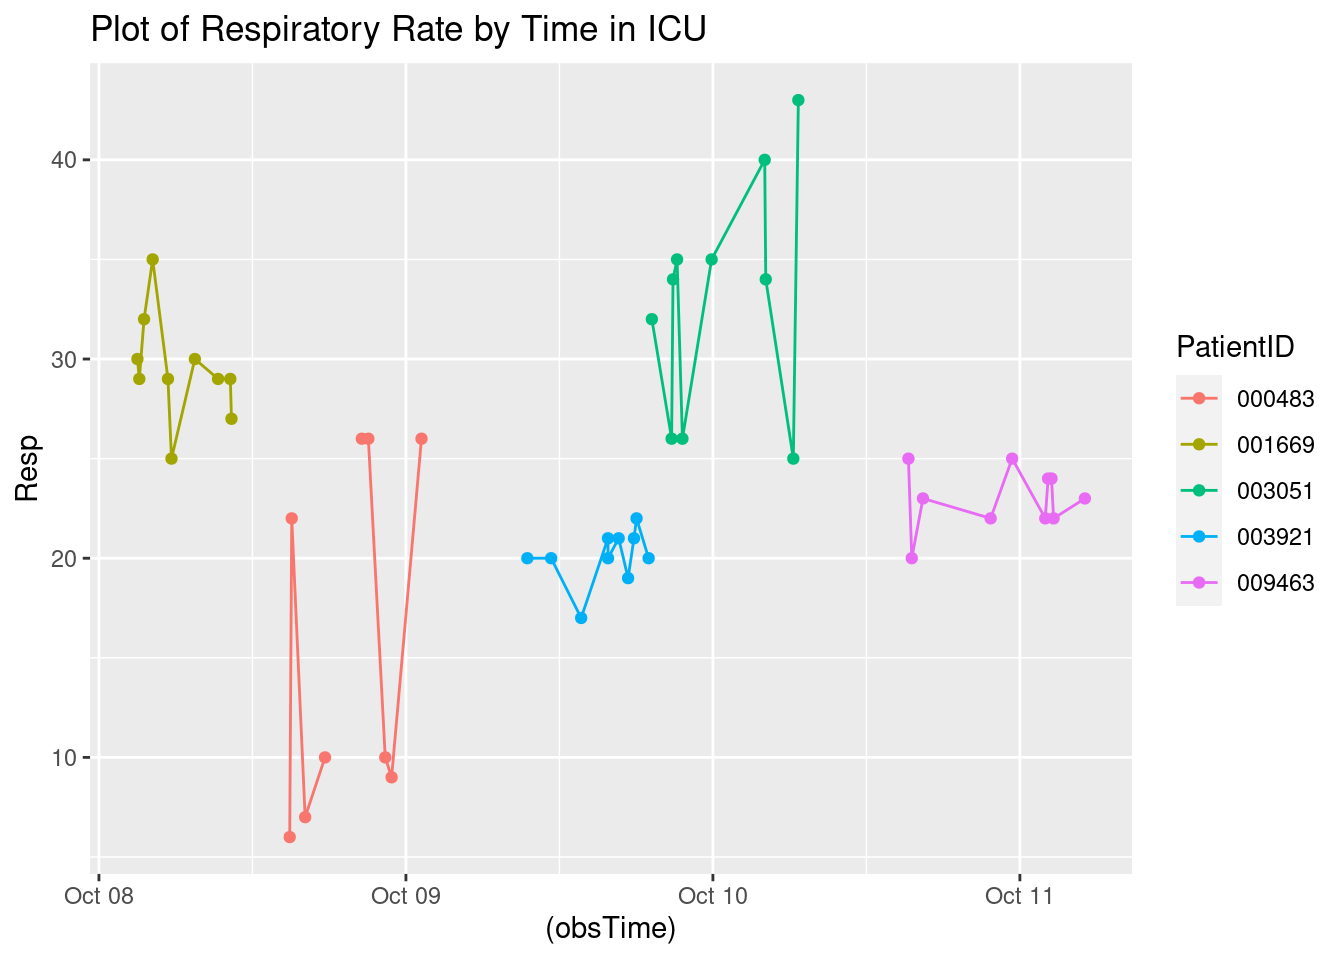 Plot of Respiratory Rate by Time in ICU
Resp
40
30
20
10
Oct 08
Oct 09
Oct 10
Oct 11
(obsTime)
PatientID
000483
001669
003051
003921
009463